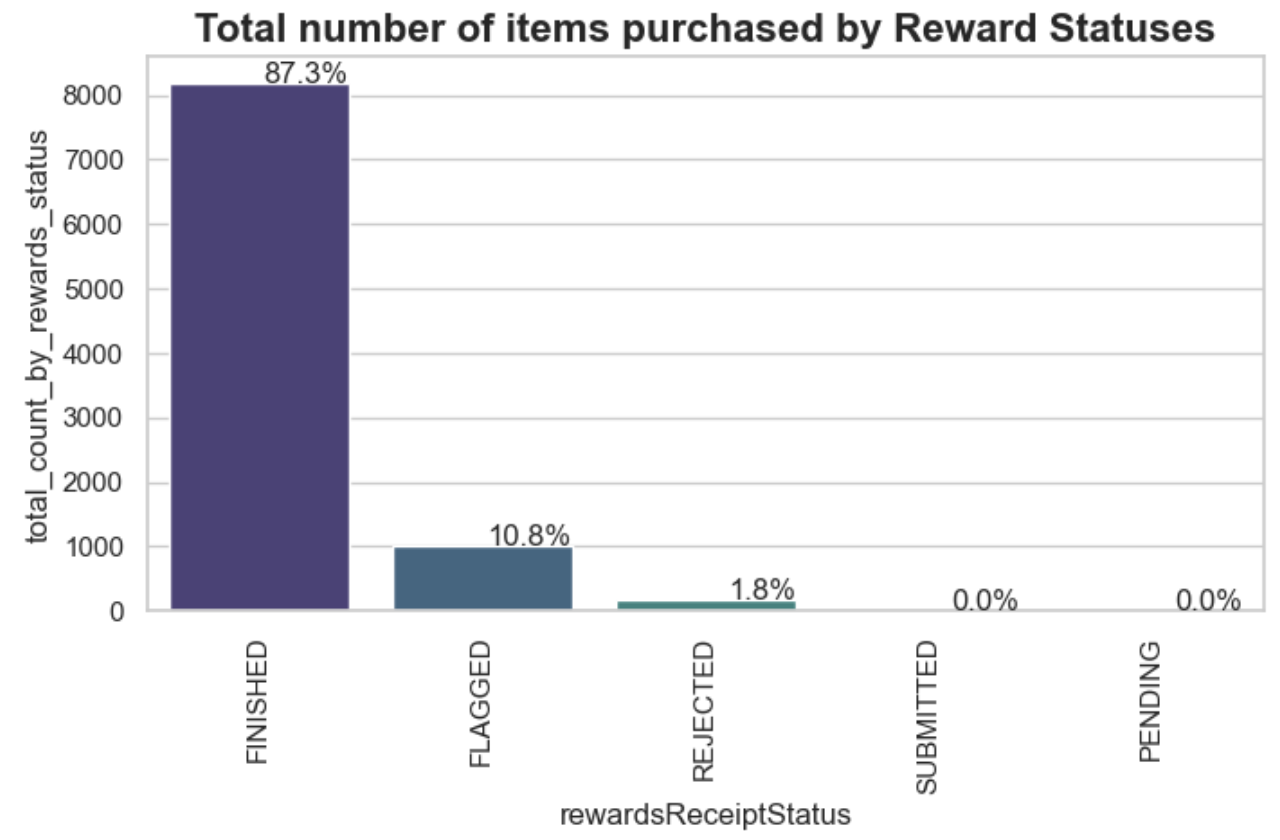 Total number of items purchased by Reward Statuses
total_count_by_rewards_status
8000
7000
6000
5000
4000
3000
2000
1000
0
87.3%
10.8%
1.8%
0.0%
0.0%
FINISHED
FLAGGED
REJECTED
SUBMITTED
PENDING
rewardsReceiptStatus